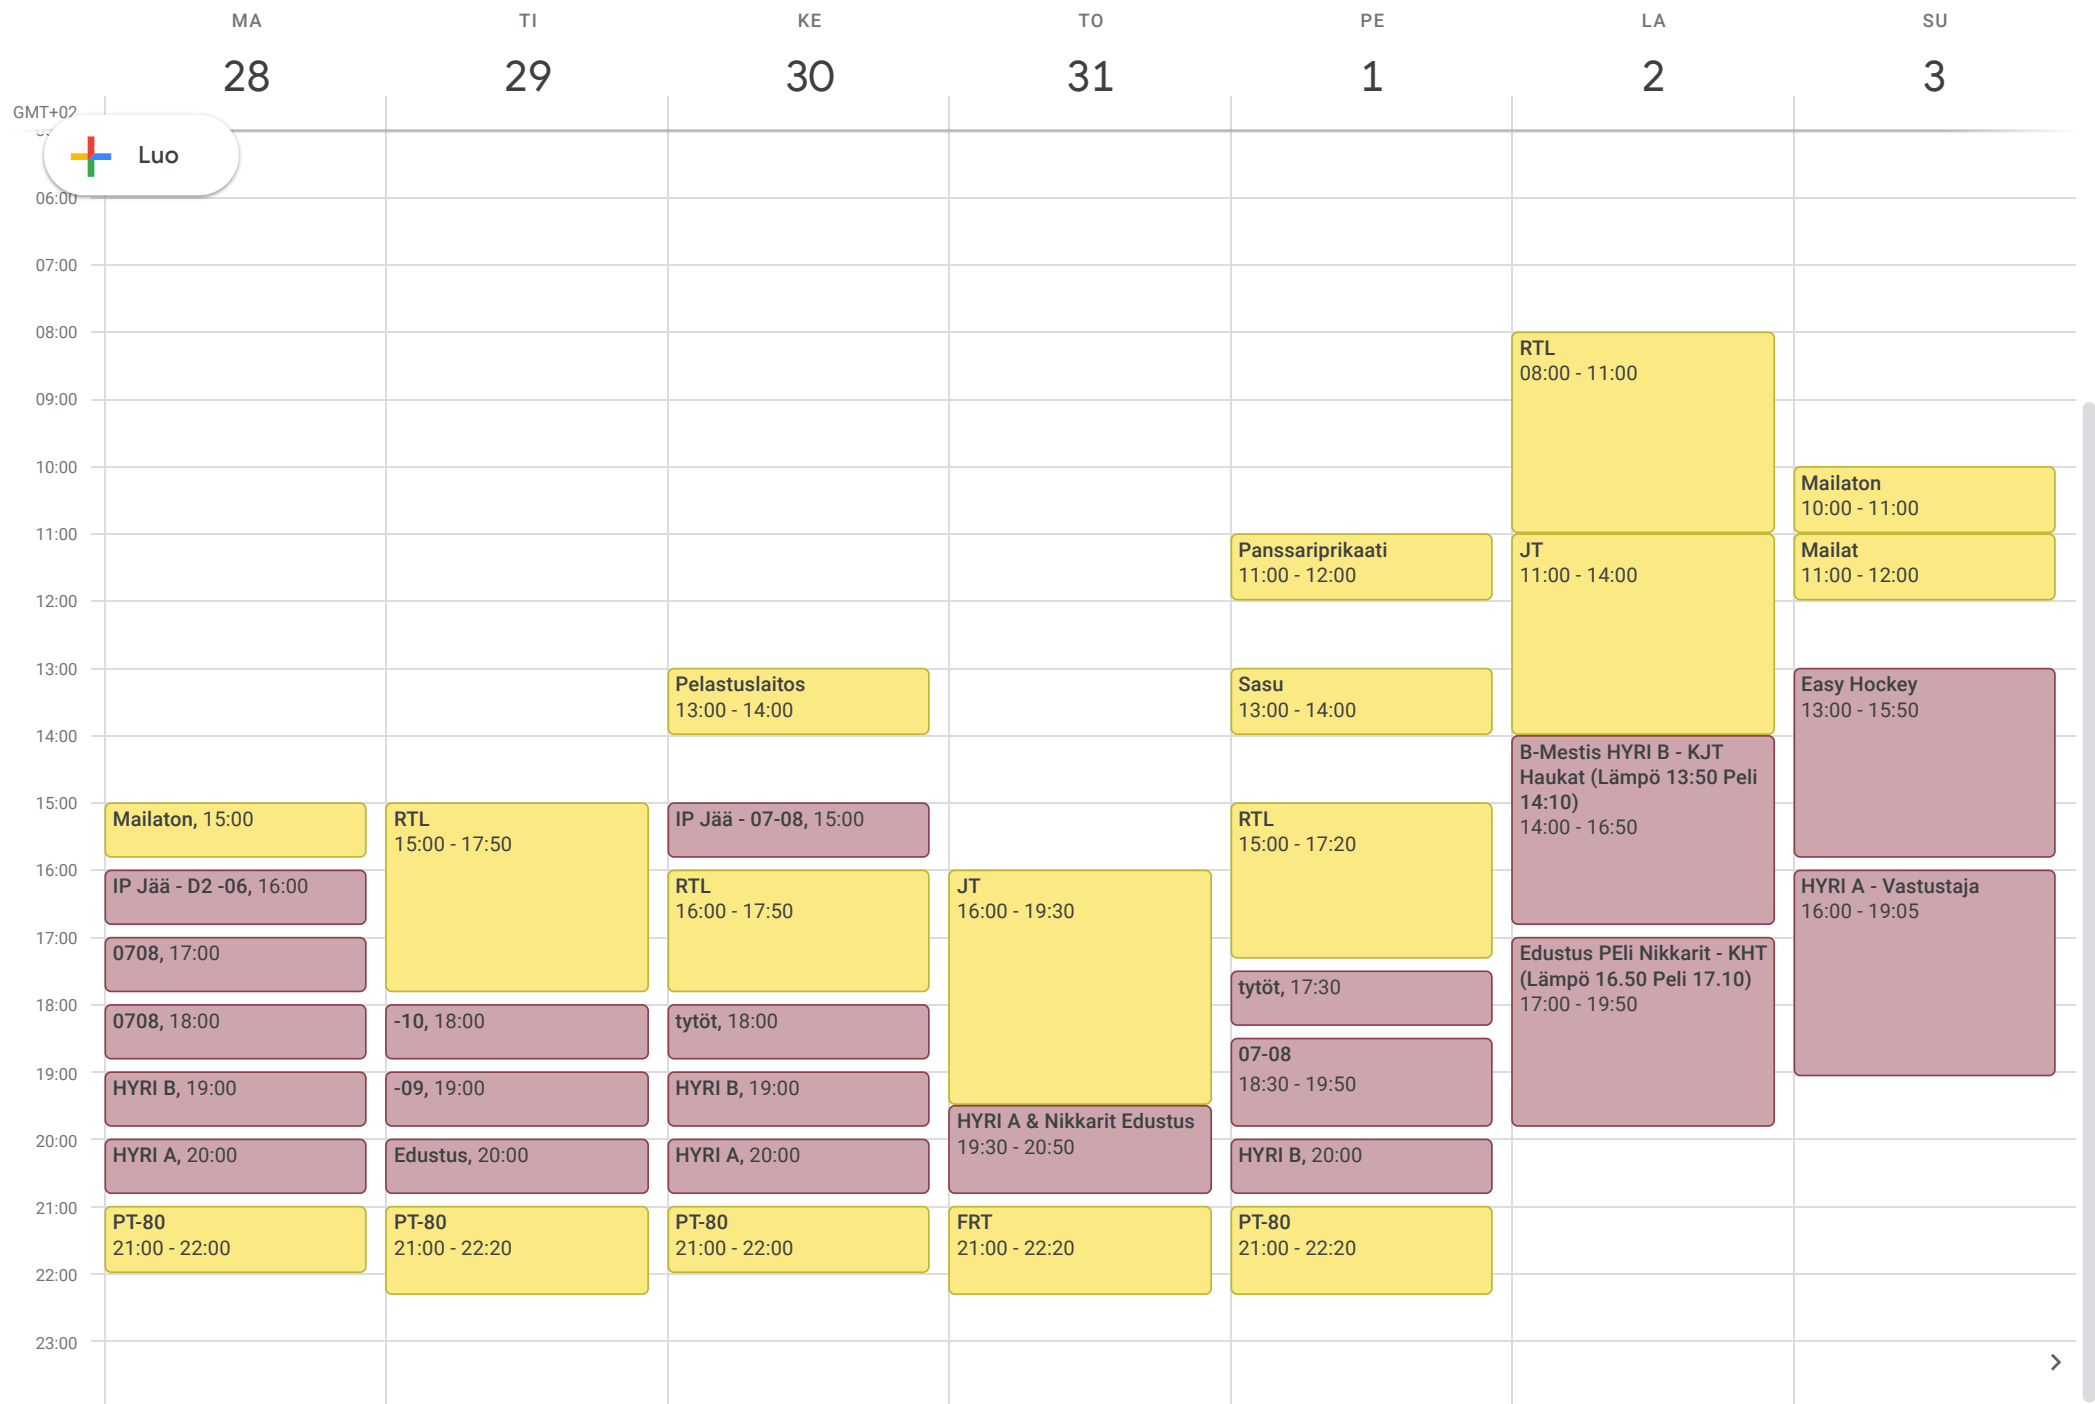 MA
TI
KE
TO
PE
LA
SU
28
29
30
31
1
2
3
GMT+02
Luo
06:00
07:00
08:00
09:00
10:00
11:00
12:00
13:00
14:00
15:00
16:00
17:00
18:00
19:00
20:00
21:00
22:00
23:00
Mailaton, 15:00
IP Jää - D2 -06, 16:00
0708, 17:00
0708, 18:00
HYRI B, 19:00
HYRI A, 20:00
PT-80
21:00 - 22:00
RTL
15:00 - 17:50
-10, 18:00
-09, 19:00
Edustus, 20:00
PT-80
21:00 - 22:20
Pelastuslaitos
13:00 - 14:00
IP Jää - 07-08, 15:00
RTL
16:00 - 17:50
tytöt, 18:00
HYRI B, 19:00
HYRI A, 20:00
PT-80
21:00 - 22:00
JT
16:00 - 19:30
HYRI A & Nikkarit Edustus
19:30 - 20:50
FRT
21:00 - 22:20
Panssariprikaati
11:00 - 12:00
Sasu
13:00 - 14:00
RTL
15:00 - 17:20
tytöt, 17:30
07-08
18:30 - 19:50
HYRI B, 20:00
PT-80
21:00 - 22:20
RTL
08:00 - 11:00
JT
11:00 - 14:00
B-Mestis HYRI B - KJT
Haukat (Lämpö 13:50 Peli
14:10)
14:00 - 16:50
Edustus PEli Nikkarit - KHT
(Lämpö 16.50 Peli 17.10)
17:00 - 19:50
Mailaton
10:00 - 11:00
Mailat
11:00 - 12:00
Easy Hockey
13:00 - 15:50
HYRI A - Vastustaja
16:00 - 19:05